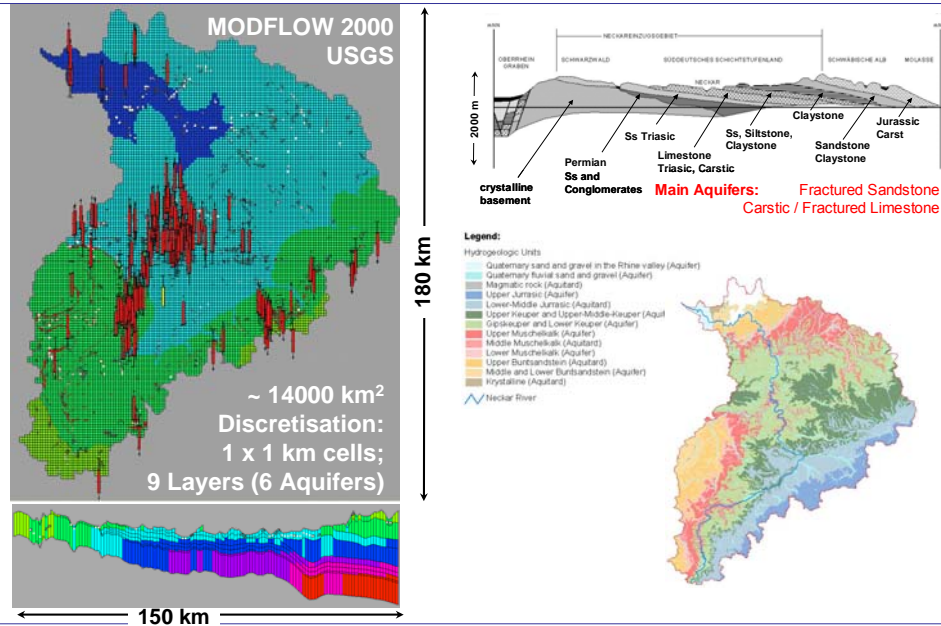 MODFLOW 2000
USGS
~ 14000 km²
Discretisation:
1 x 1 km cells;
9 Layers (6 Aquifers)
180 km
150 km
NECKAREINZUGSGEBIET
OBERRHEIN
GRABEN
SCHWARZWALD
SÜDDEUTSCHES SCHICHTSTUFENLAND
SCHWÄBISCHE ALB
MOLASSE
NECKAR
2000 m
crystalline
basement
Permian
Ss and
Conglomerates
Ss Triasic
Limestone
Triasic, Carstic
Ss, Siltstone,
Claystone
Claystone
Sandstone
Claystone
Jurassic
Carst
Main Aquifers: Fractured Sandstone
Carstic / Fractured Limestone
Legend:
Hydrogeologic Units
Quaternary sand and gravel in the Rhine valley (Aquifer)
Quaternary fluvial sand and gravel (Aquifer)
Magmatic rock (Aquitard)
Upper Jurrasic (Aquifer)
Lower-Middle Jurrasic (Aquitard)
Upper Keuper and Upper-Middle-Keuper (Aquif
Gipskeuper and Lower Keuper (Aquifer)
Upper Muschelkalk (Aquifer)
Middle Muschelkalk (Aquitard)
Lower Muschelkalk (Aquifer)
Upper Buntsandstein (Aquitard)
Middle and Lower Buntsandstein (Aquifer)
Krystalline (Aquitard)
Neckar River